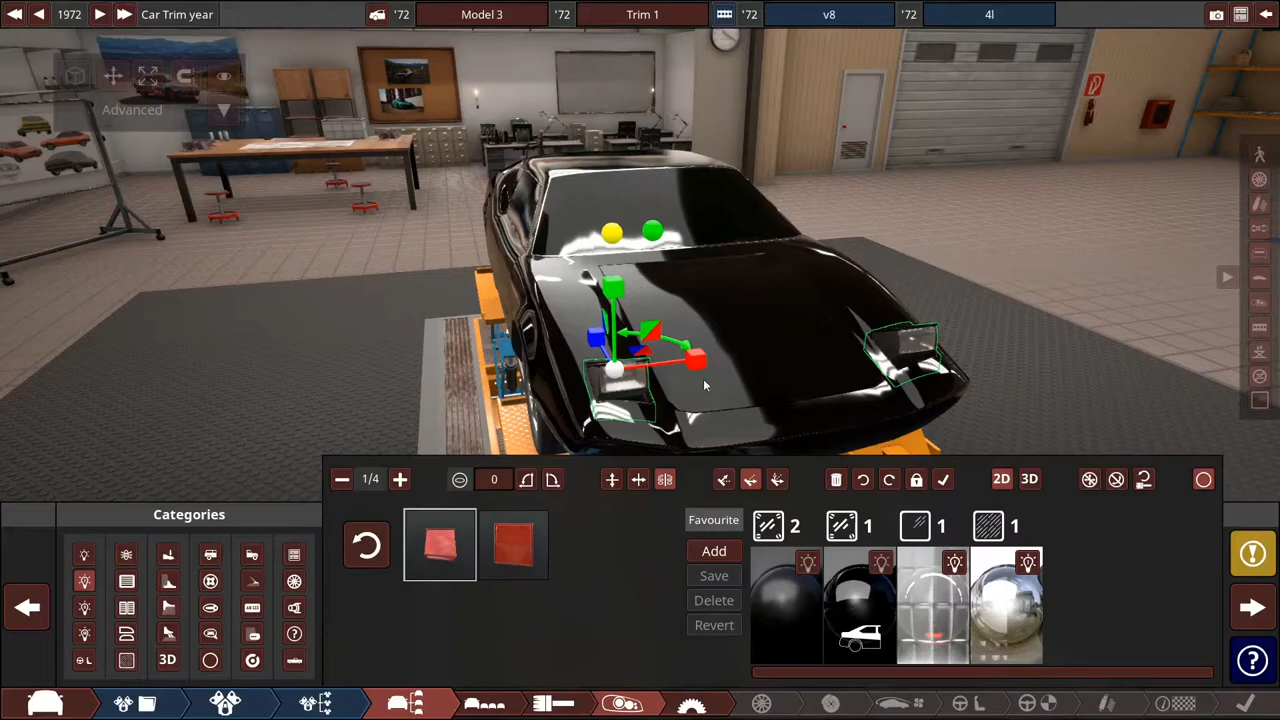 1972 Car Trim year '72 Model 3 '72 Trim 1 '72 v8 '72 4l
Advanced
1/4 0 2D 3D
Categories
Favourite 2 1 1 1
Add
Save
Delete
Revert
L 3D
?